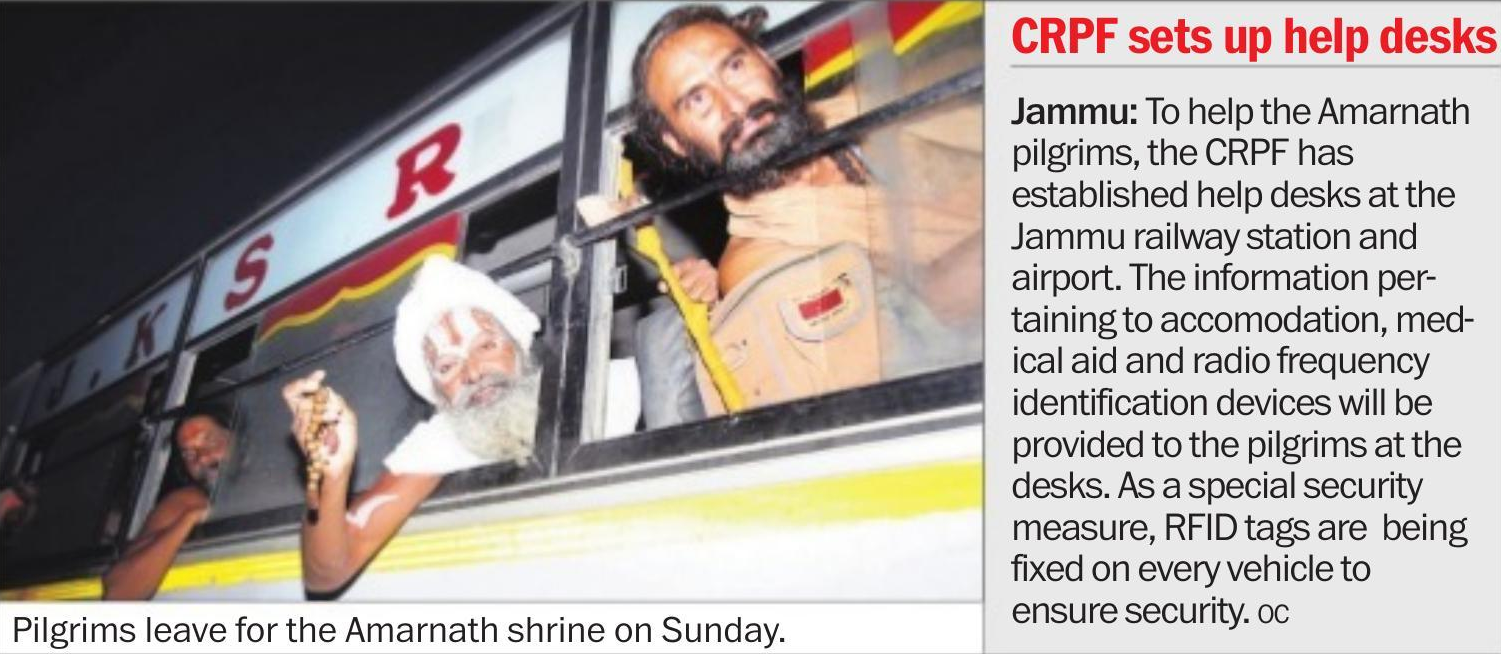 J. K S R
Pilgrims leave for the Amarnath shrine on Sunday.
CRPF sets up help desks
Jammu: To help the Amarnath
pilgrims, the CRPF has
established help desks at the
Jammu railway station and
airport. The information per-
taining to accomodation, med-
ical aid and radio frequency
identification devices will be
provided to the pilgrims at the
desks. As a special security
measure, RFID tags are being
fixed on every vehicle to
ensure security. OC